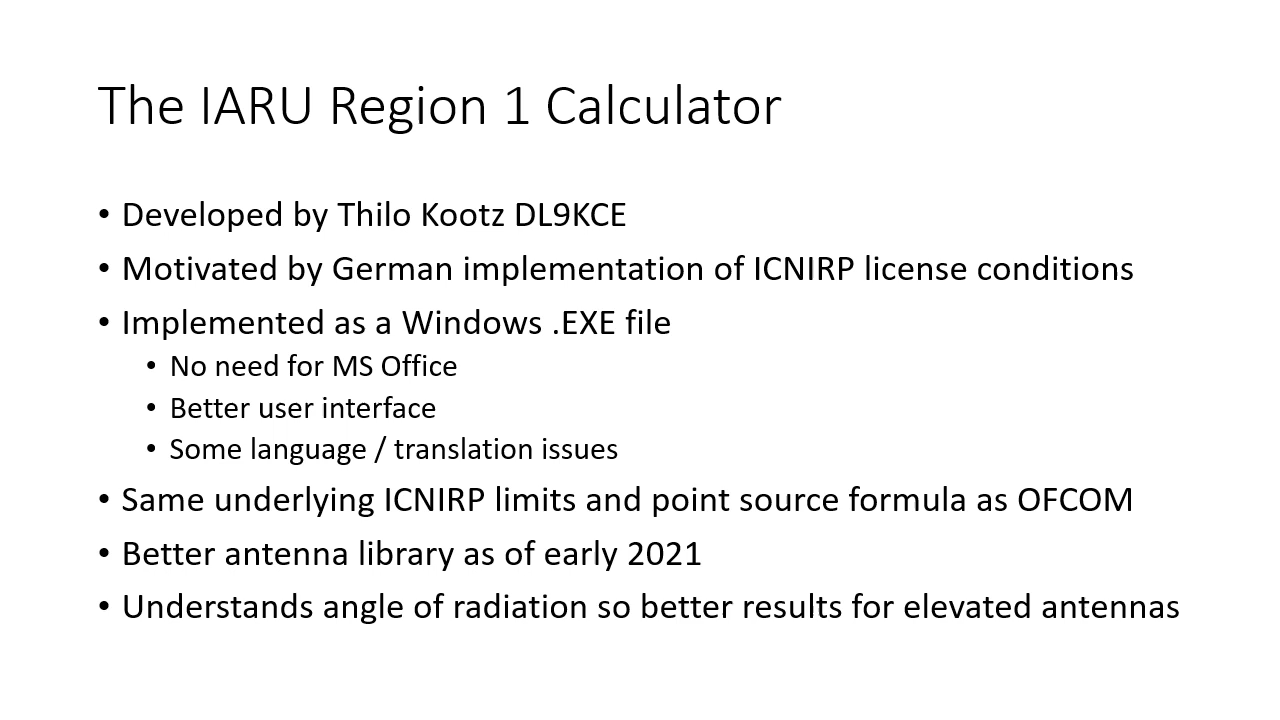 The IARU Region 1 Calculator
• Developed by Thilo Kootz DL9KCE
• Motivated by German implementation of ICNIRP license conditions
• Implemented as a Windows .EXE file
• No need for MS Office
• Better user interface
• Some language / translation issues
• Same underlying ICNIRP limits and point source formula as OFCOM
• Better antenna library as of early 2021
• Understands angle of radiation so better results for elevated antennas